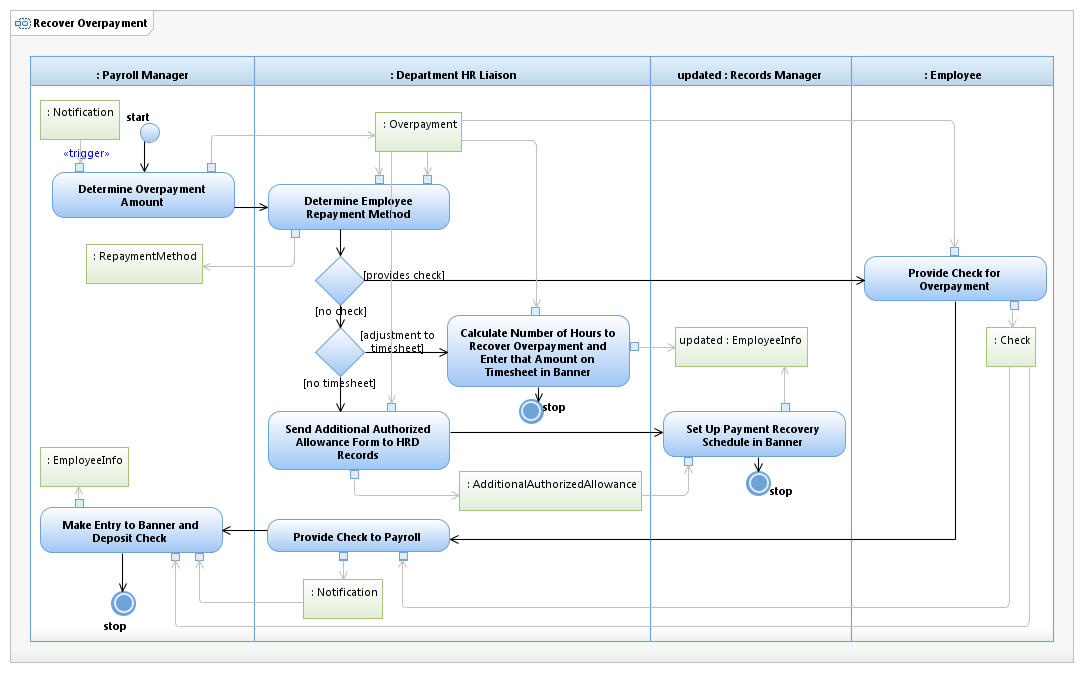 Recover Overpayment
: Payroll Manager
: Department HR Liaison
updated : Records Manager
: Employee
: Notification
start
: Overpayment
«trigger»
Determine Overpayment
Amount
Determine Employee
Repayment Method
: RepaymentMethod
[provides check]
Provide Check for
Overpayment
[no check]
[adjustment to
timesheet]
Calculate Number of Hours to
Recover Overpayment and
Enter that Amount on
Timesheet in Banner
updated : EmployeeInfo
: Check
[no timesheet]
stop
Send Additional Authorized
Allowance Form to HRD
Records
Set Up Payment Recovery
Schedule in Banner
: EmployeeInfo
: AdditionalAuthorizedAllowance
stop
Make Entry to Banner and
Deposit Check
Provide Check to Payroll
: Notification
stop